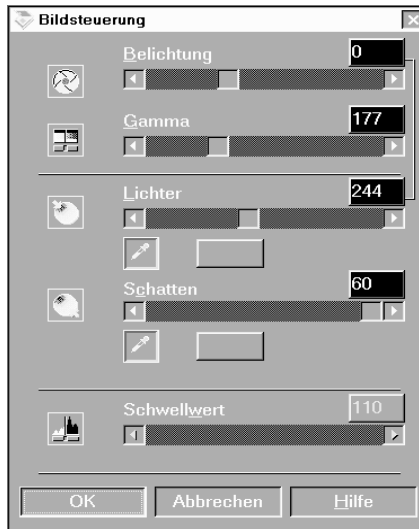 Bildsteuerung
Belichtung 0
Gamma 177
Lichter 244
Schatten 60
Schwellwert 110
OK Abbrechen Hilfe